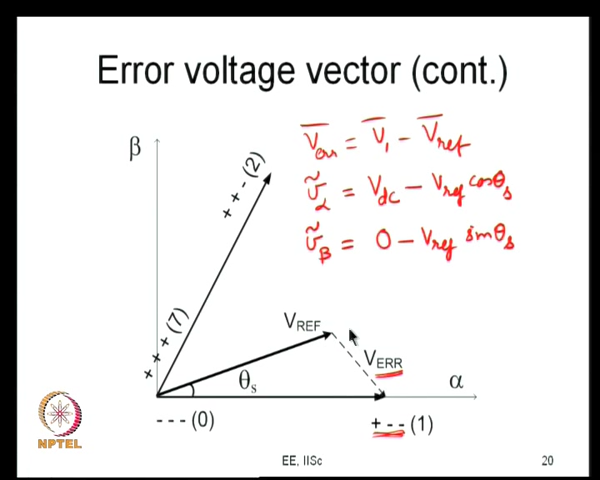 Error voltage vector (cont.)
V̅err = V̅1 - V̅ref
ṽα = Vdc - Vref cosθs
ṽβ = 0 - Vref sinθs
β
+ + - (2)
+ + + (7)
VREF
VERR
θs
α
- - - (0)
+ - - (1)
NPTEL
EE, IISc
20